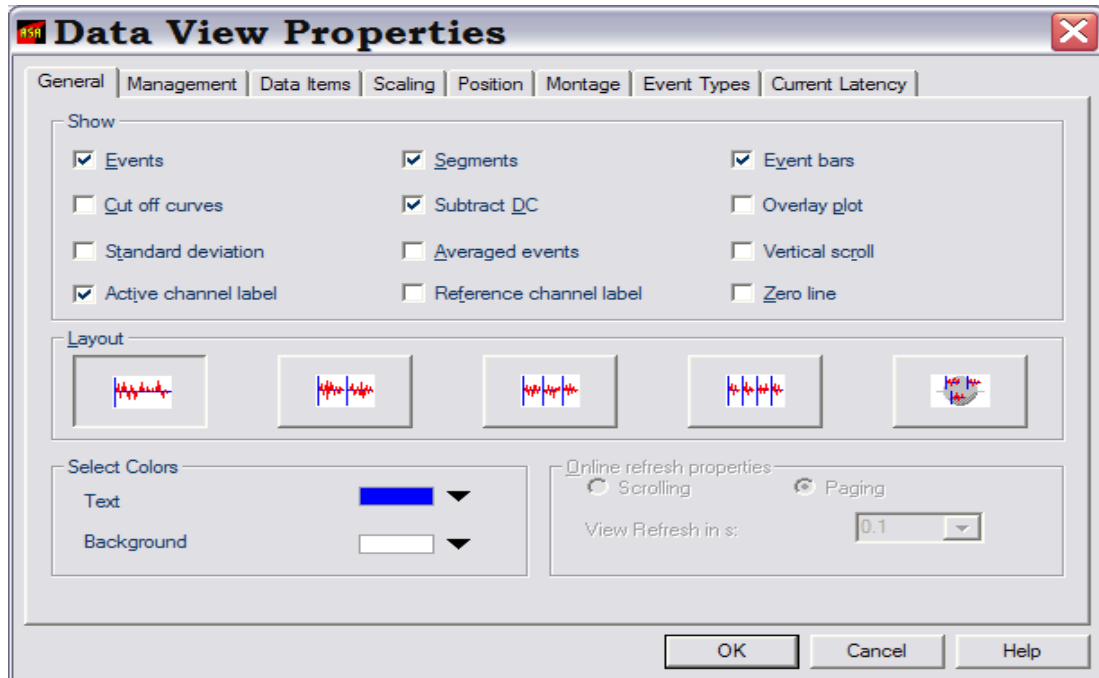 ASA Data View Properties
General Management Data Items Scaling Position Montage Event Types Current Latency
Show
Events Segments Event bars
Cut off curves Subtract DC Overlay plot
Standard deviation Averaged events Vertical scroll
Active channel label Reference channel label Zero line
Layout
Select Colors
Text
Background
Online refresh properties
Scrolling Paging
View Refresh in s: 0.1
OK Cancel Help